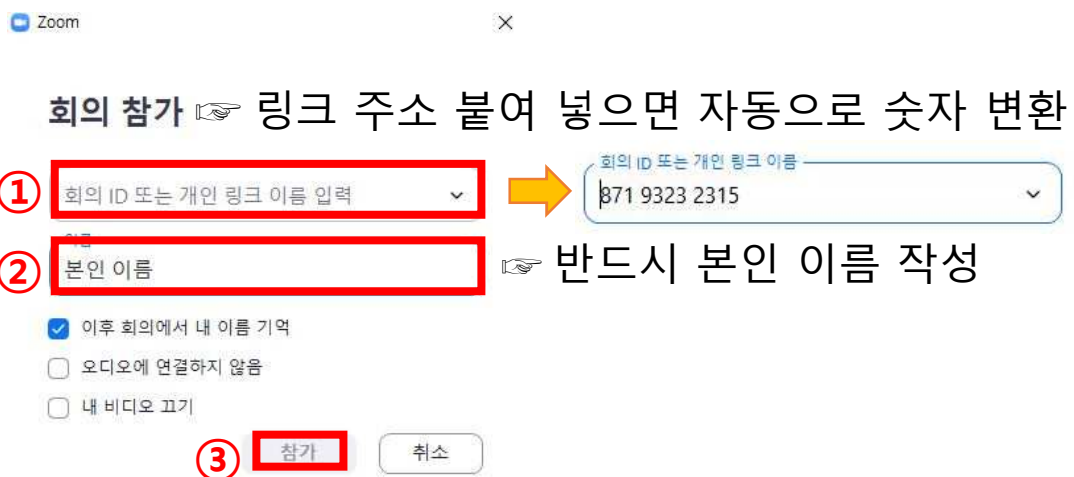 Zoom
회의 참가 ☞ 링크 주소 붙여 넣으면 자동으로 숫자 변환
① 회의 ID 또는 개인 링크 이름 입력
회의 ID 또는 개인 링크 이름
871 9323 2315
② 본인 이름 ☞ 반드시 본인 이름 작성
이후 회의에서 내 이름 기억
오디오에 연결하지 않음
내 비디오 끄기
③ 참가 취소